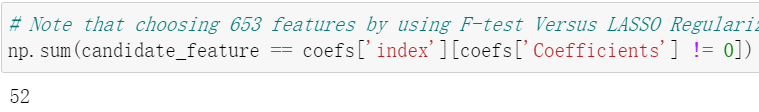 # Note that choosing 653 features by using F-test Versus LASSO
np.sum(candidate_feature == coefs['index'][coefs['Coefficients'] != 0])
52